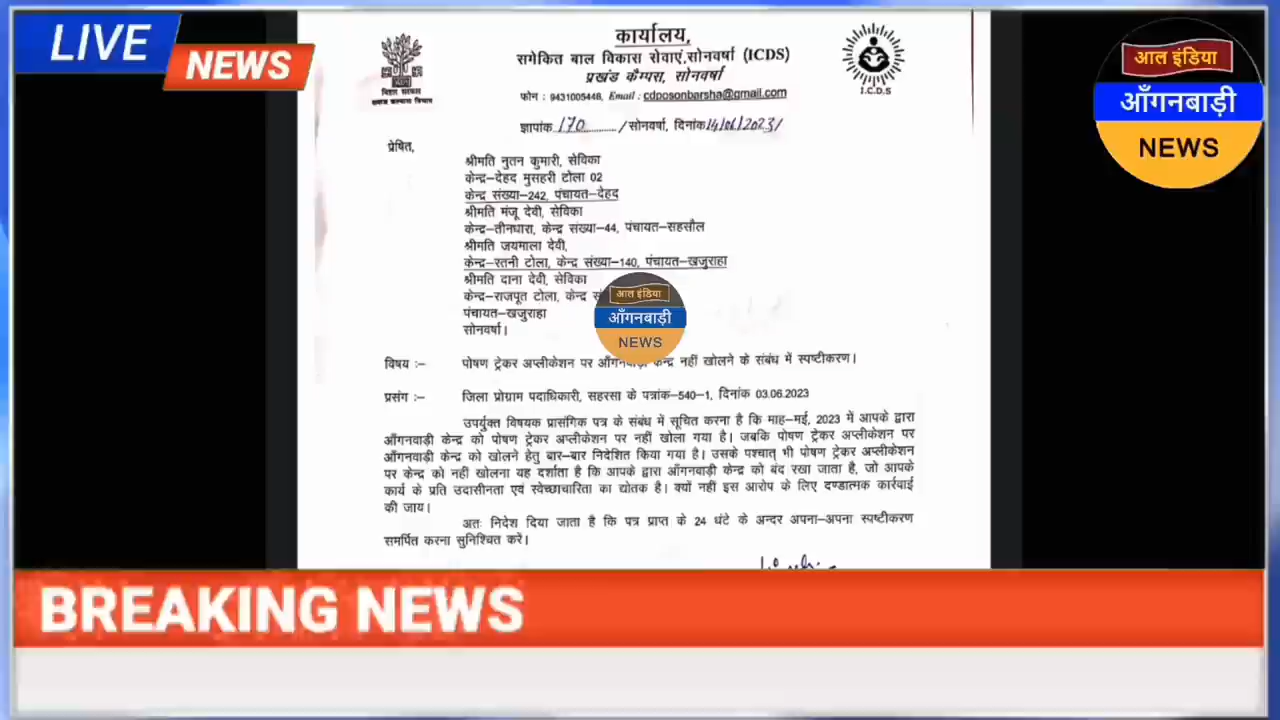 LIVE
NEWS
आल इंडिया
आँगनबाड़ी
NEWS
बिहार सरकार
समाज कल्याण विभाग
कार्यालय,
समेकित बाल विकास सेवाएं,सोनवर्षा (ICDS)
प्रखंड कैम्पस, सोनवर्षा
फोन : 9431005448, Email : cdposonbarsha@gmail.com
I.C.D.S
ज्ञापांक 170 / सोनवर्षा, दिनांक 14/06/2023/
प्रेषित,
श्रीमति नुतन कुमारी, सेविका
केन्द्र–देहद मुसहरी टोला 02
केन्द्र संख्या–242, पंचायत–देहद
श्रीमति मंजू देवी, सेविका
केन्द्र–तीनधारा, केन्द्र संख्या–44, पंचायत–सहसौल
श्रीमति जयमाला देवी,
केन्द्र–रतनी टोला, केन्द्र संख्या–140, पंचायत–खजुराहा
श्रीमति दाना देवी, सेविका
केन्द्र–राजपूत टोला, केन्द्र
पंचायत–खजुराहा
सोनवर्षा।
आल इंडिया
आँगनबाड़ी
NEWS
विषय :– पोषण ट्रेकर अप्लीकेशन पर आँगनबाड़ी केन्द्र नहीं खोलने के संबंध में स्पष्टीकरण।
प्रसंग :– जिला प्रोग्राम पदाधिकारी, सहरसा के पत्रांक–540–1, दिनांक 03.06.2023
उपर्युक्त विषयक प्रासंगिक पत्र के संबंध में सूचित करना है कि माह–मई, 2023 में आपके द्वारा
आँगनवाड़ी केन्द्र को पोषण ट्रेकर अप्लीकेशन पर नहीं खोला गया है। जबकि पोषण ट्रेकर अप्लीकेशन पर
आँगनवाड़ी केन्द्र को खोलने हेतु बार–बार निदेशित किया गया है। उसके पश्चात् भी पोषण ट्रेकर अप्लीकेशन
पर केन्द्र को नहीं खोलना यह दर्शाता है कि आपके द्वारा आँगनवाड़ी केन्द्र को बंद रखा जाता है, जो आपके
कार्य के प्रति उदासीनता एवं स्वेच्छाचारिता का द्योतक है। क्यों नहीं इस आरोप के लिए दण्डात्मक कार्रवाई
की जाय।
अतः निदेश दिया जाता है कि पत्र प्राप्त के 24 घंटे के अन्दर अपना–अपना स्पष्टीकरण
समर्पित करना सुनिश्चित करें।
BREAKING NEWS